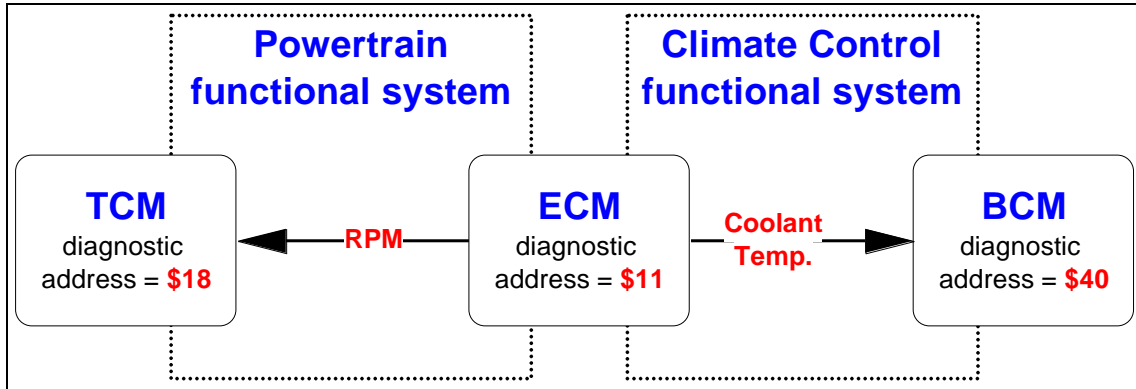 Powertrain
functional system
Climate Control
functional system
TCM
diagnostic
address = $18
RPM
ECM
diagnostic
address = $11
Coolant
Temp.
BCM
diagnostic
address = $40